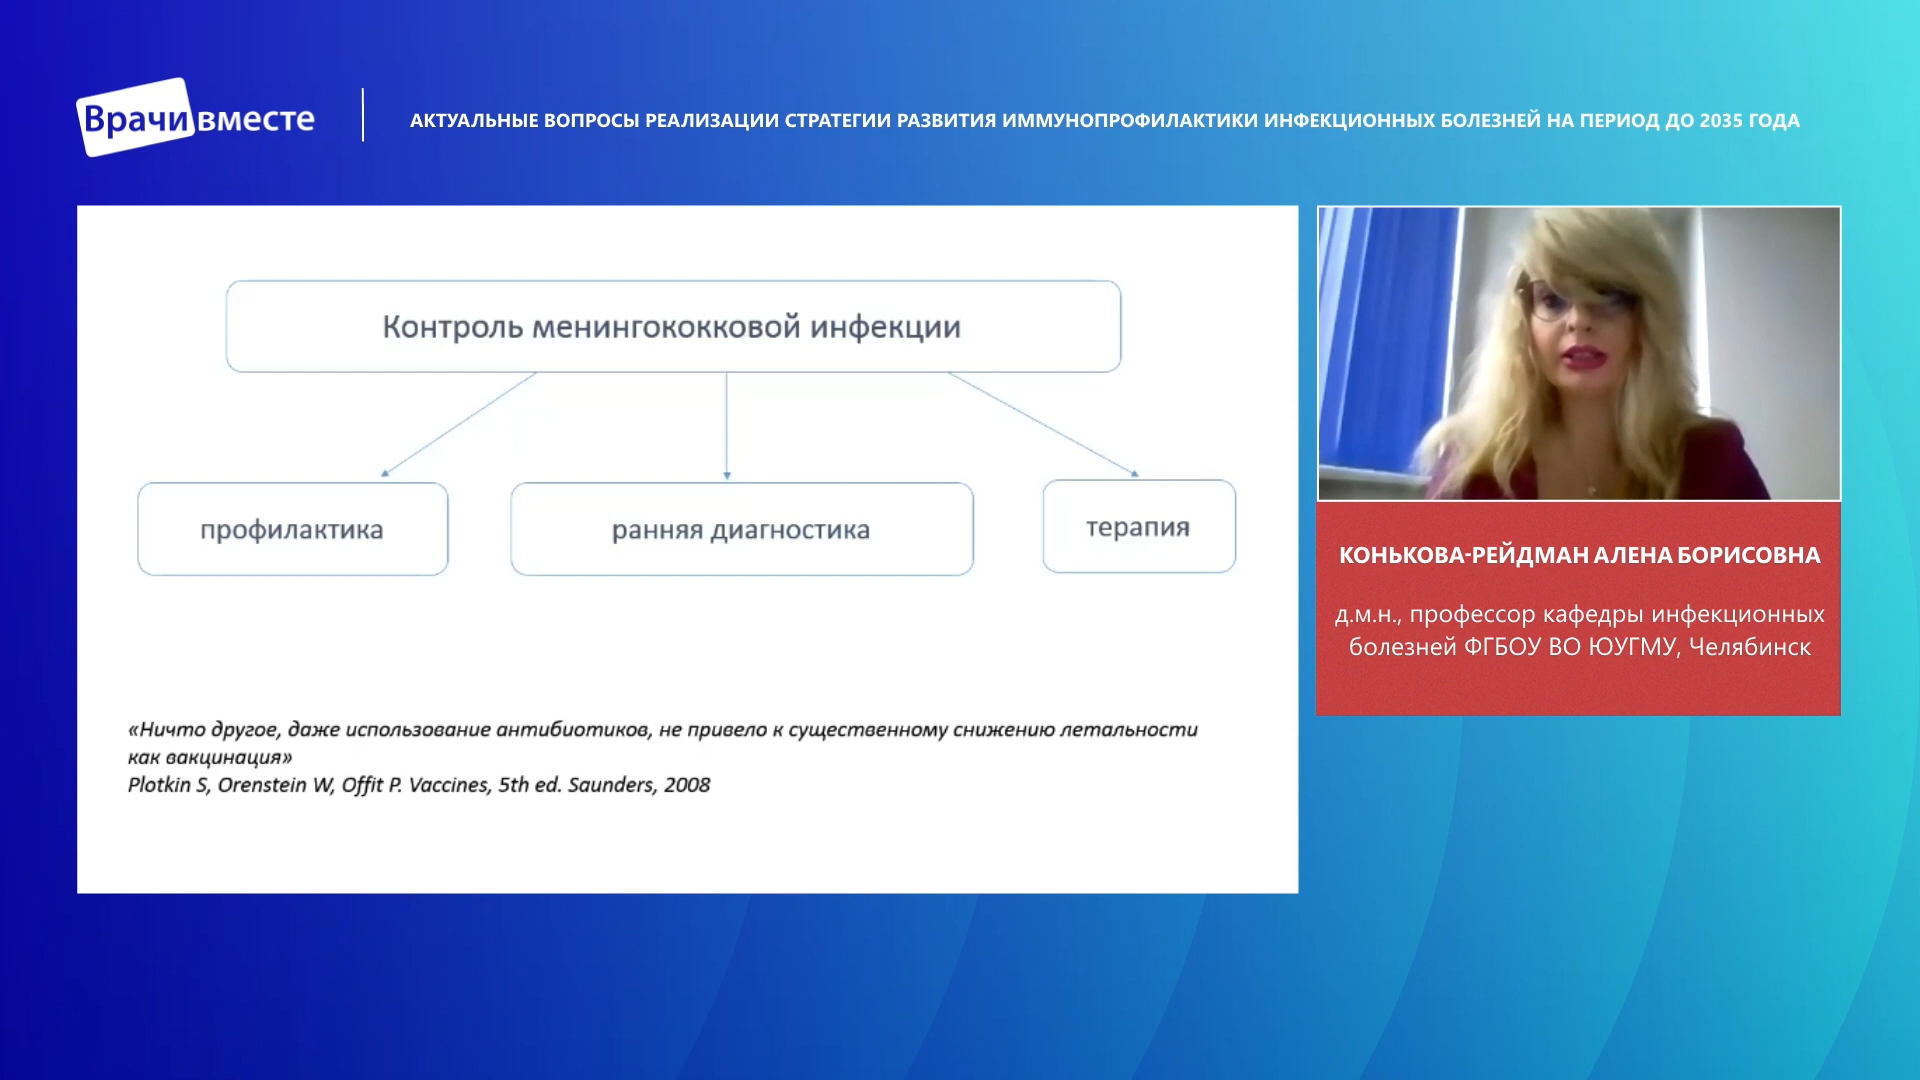 Врачи вместе
АКТУАЛЬНЫЕ ВОПРОСЫ РЕАЛИЗАЦИИ СТРАТЕГИИ РАЗВИТИЯ ИММУНОПРОФИЛАКТИКИ ИНФЕКЦИОННЫХ БОЛЕЗНЕЙ НА ПЕРИОД ДО 2035 ГОДА
Контроль менингококковой инфекции
профилактика
ранняя диагностика
терапия
«Ничто другое, даже использование антибиотиков, не привело к существенному снижению летальности
как вакцинация»
Plotkin S, Orenstein W, Offit P. Vaccines, 5th ed. Saunders, 2008
КОНЬКОВА-РЕЙДМАН АЛЕНА БОРИСОВНА
д.м.н., профессор кафедры инфекционных
болезней ФГБОУ ВО ЮУГМУ, Челябинск